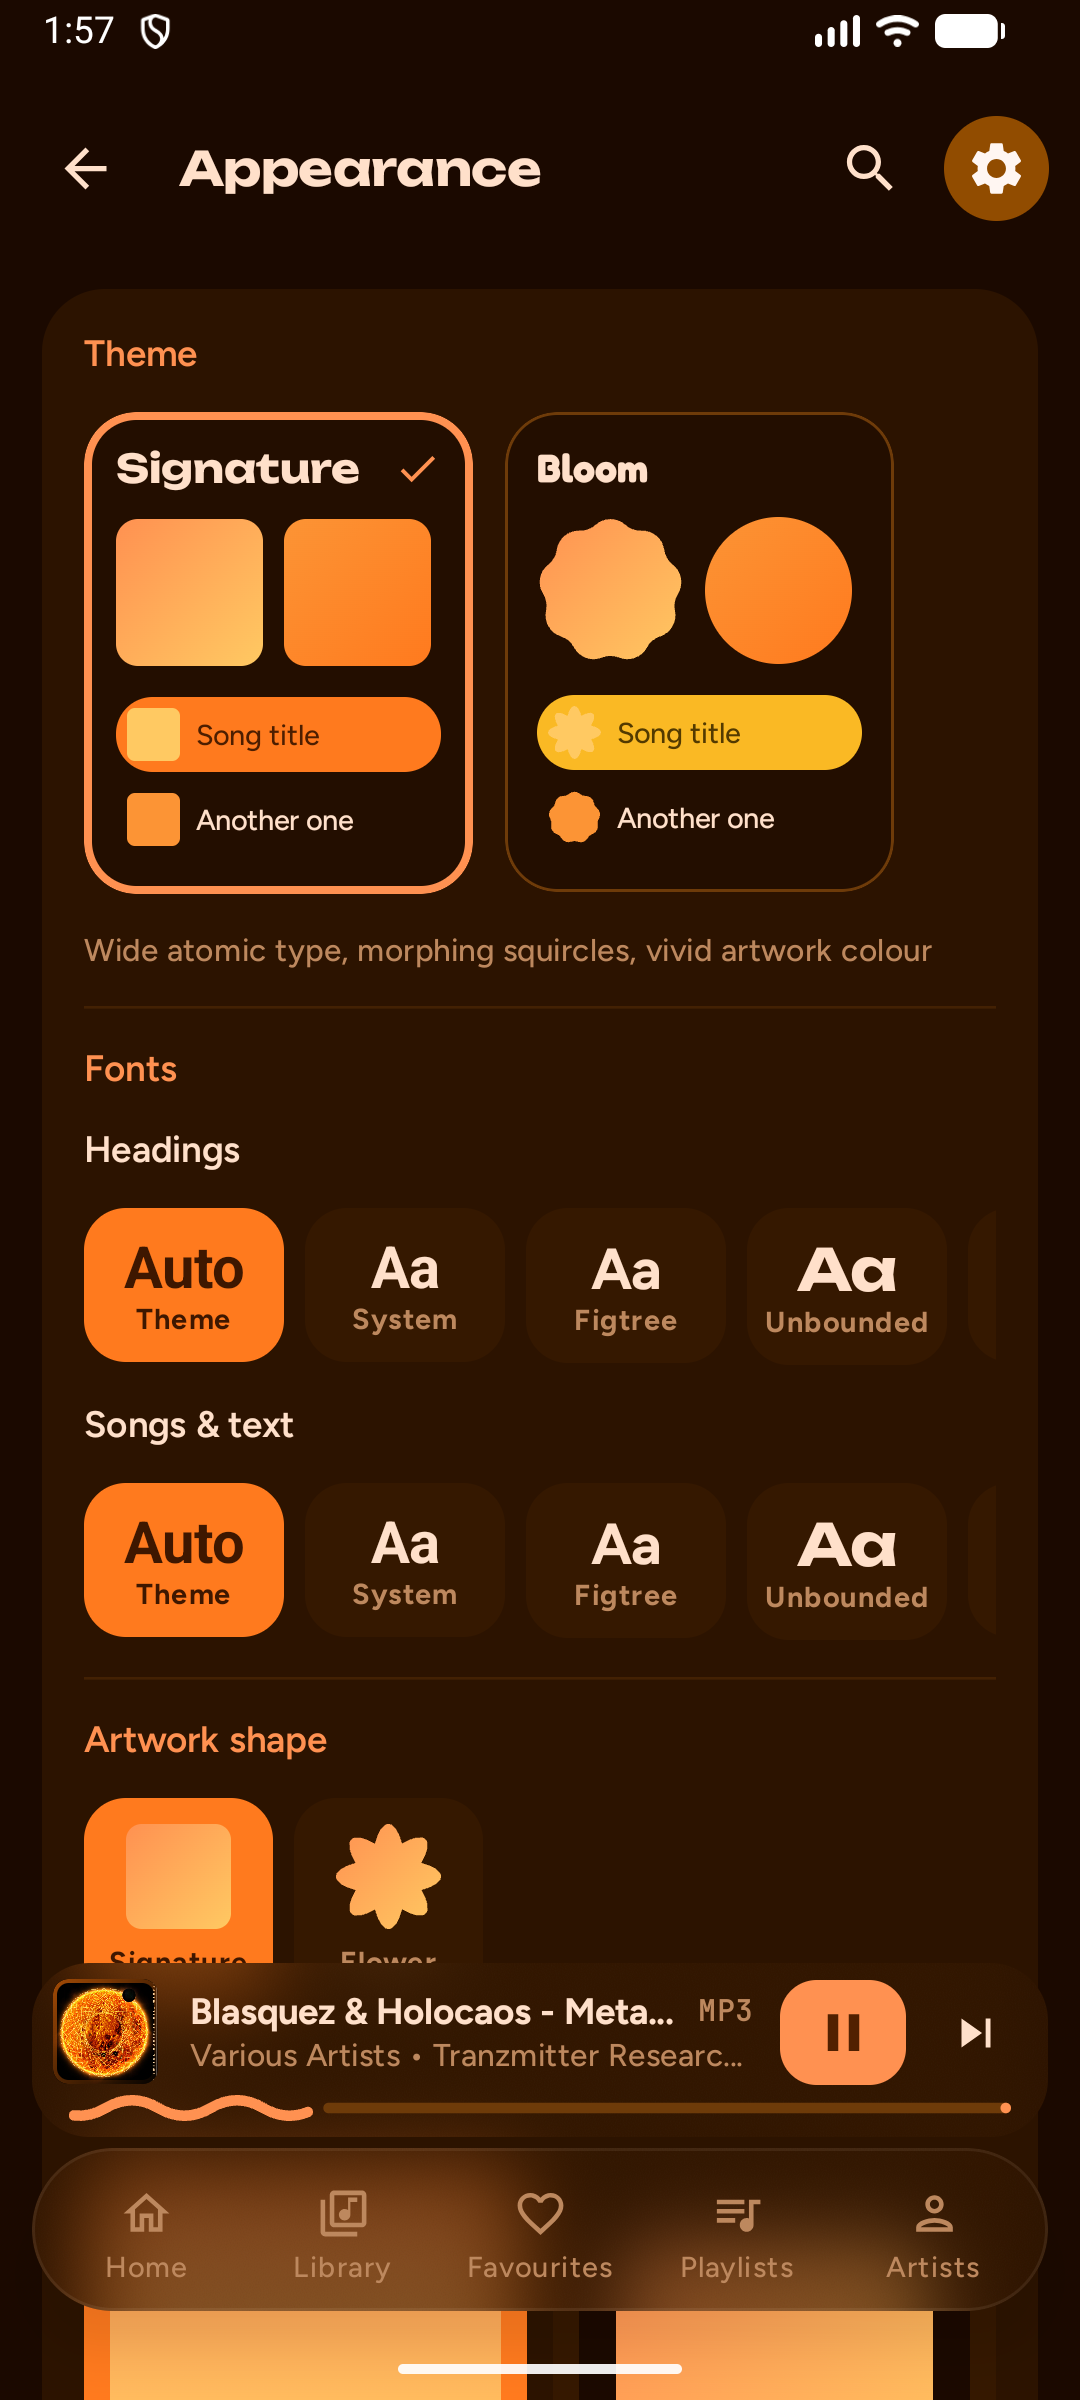 1:57
Appearance
Theme
Signature
Bloom
Song title
Song title
Another one
Another one
Wide atomic type, morphing squircles, vivid artwork colour
Fonts
Headings
Auto
Theme
Aa
System
Aa
Figtree
Aa
Unbounded
Songs & text
Auto
Theme
Aa
System
Aa
Figtree
Aa
Unbounded
Artwork shape
Signature
Flower
Blasquez & Holocaos - Meta... MP3
Various Artists • Tranzmitter Researc...
Home
Library
Favourites
Playlists
Artists